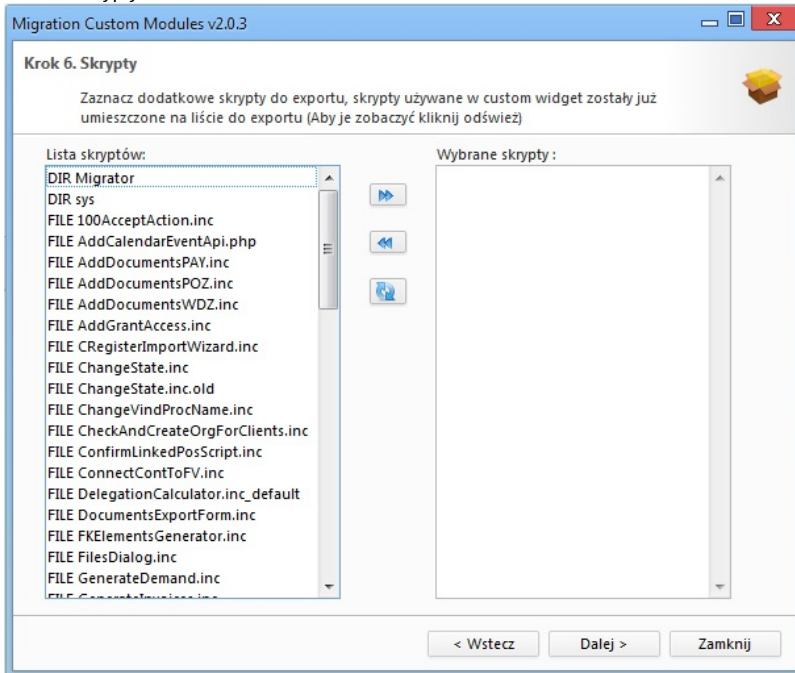 Migration Custom Modules v2.0.3
Krok 6. Skrypty
Zaznacz dodatkowe skrypty do exportu, skrypty używane w custom widget zostały już
umieszczone na liście do exportu (Aby je zobaczyć kliknij odśwież)
Lista skryptów:
DIR Migrator
DIR sys
FILE 100AcceptAction.inc
FILE AddCalendarEventApi.php
FILE AddDocumentsPAY.inc
FILE AddDocumentsPOZ.inc
FILE AddDocumentsWDZ.inc
FILE AddGrantAccess.inc
FILE CRegisterImportWizard.inc
FILE ChangeState.inc
FILE ChangeState.inc.old
FILE ChangeVindProcName.inc
FILE CheckAndCreateOrgForClients.inc
FILE ConfirmLinkedPosScript.inc
FILE ConnectContToFV.inc
FILE DelegationCalculator.inc_default
FILE DocumentsExportForm.inc
FILE FKElementsGenerator.inc
FILE FilesDialog.inc
FILE GenerateDemand.inc
Wybrane skrypty :
< Wstecz
Dalej >
Zamknij